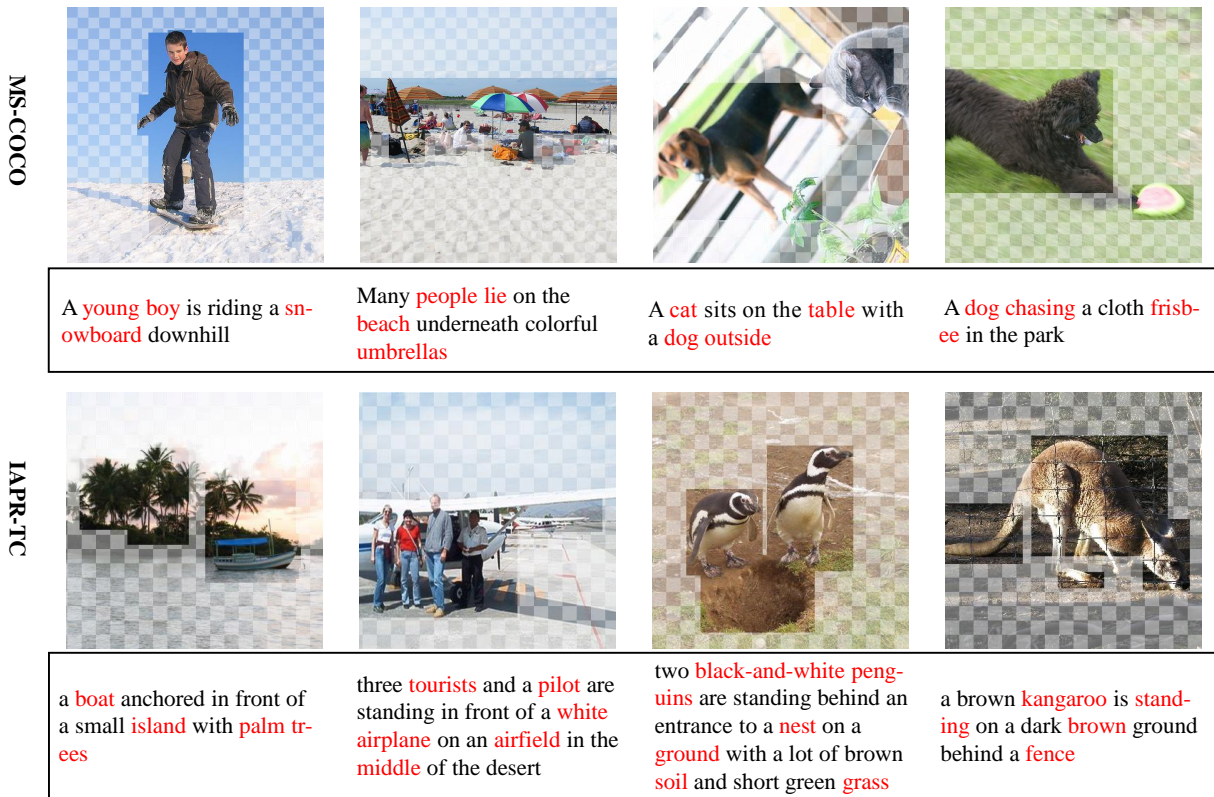 MS-COCO
A young boy is riding a sn-
owboard downhill
Many people lie on the
beach underneath colorful
umbrellas
A cat sits on the table with
a dog outside
A dog chasing a cloth frisb-
ee in the park
IAPR-TC
a boat anchored in front of
a small island with palm tr-
ees
three tourists and a pilot are
standing in front of a white
airplane on an airfield in the
middle of the desert
two black-and-white peng-
uins are standing behind an
entrance to a nest on a
ground with a lot of brown
soil and short green grass
a brown kangaroo is stand-
ing on a dark brown ground
behind a fence